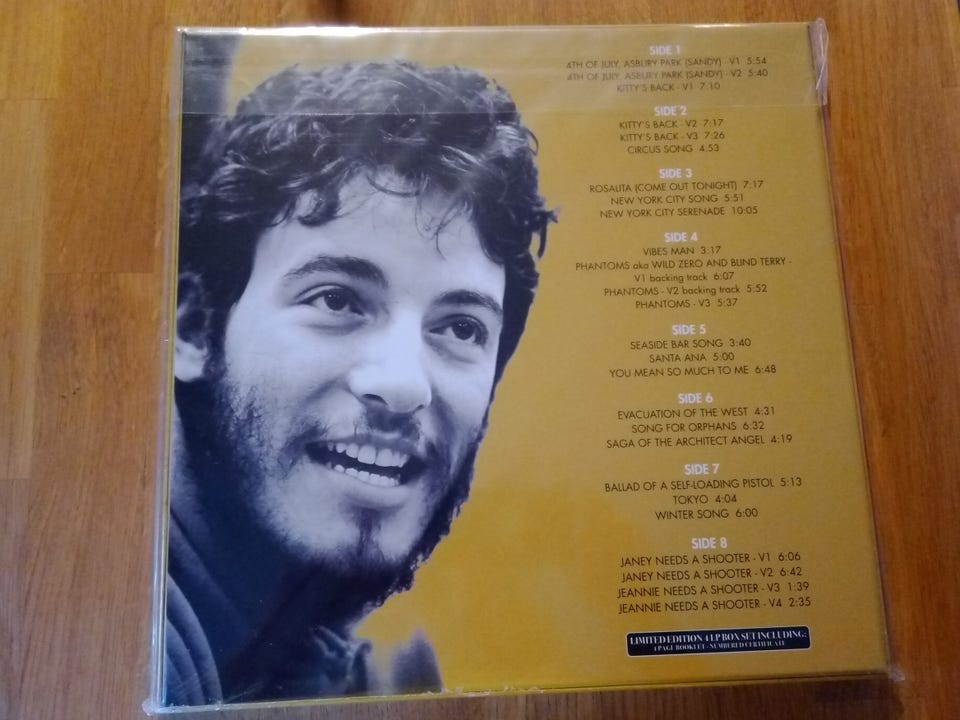 SIDE 1
4TH OF JULY, ASBURY PARK (SANDY) - V1 5:54
4TH OF JULY, ASBURY PARK (SANDY) - V2 5:40
KITTY'S BACK - V1 7:10
SIDE 2
KITTY'S BACK - V2 7:17
KITTY'S BACK - V3 7:26
CIRCUS SONG 4:53
SIDE 3
ROSALITA (COME OUT TONIGHT) 7:17
NEW YORK CITY SONG 5:51
NEW YORK CITY SERENADE 10:05
SIDE 4
VIBES MAN 3:17
PHANTOMS aka WILD ZERO AND BLIND TERRY -
V1 backing track 6:07
PHANTOMS - V2 backing track 5:52
PHANTOMS - V3 5:37
SIDE 5
SEASIDE BAR SONG 3:40
SANTA ANA 5:00
YOU MEAN SO MUCH TO ME 6:48
SIDE 6
EVACUATION OF THE WEST 4:31
SONG FOR ORPHANS 6:32
SAGA OF THE ARCHITECT ANGEL 4:19
SIDE 7
BALLAD OF A SELF-LOADING PISTOL 5:13
TOKYO 4:04
WINTER SONG 6:00
SIDE 8
JANEY NEEDS A SHOOTER - V1 6:06
JANEY NEEDS A SHOOTER - V2 6:42
JEANNIE NEEDS A SHOOTER - V3 1:39
JEANNIE NEEDS A SHOOTER - V4 2:35
LIMITED EDITION 4 LP BOX SET INCLUDING:
4 PAGE BOOKLET - NUMBERED CERTIFICATE